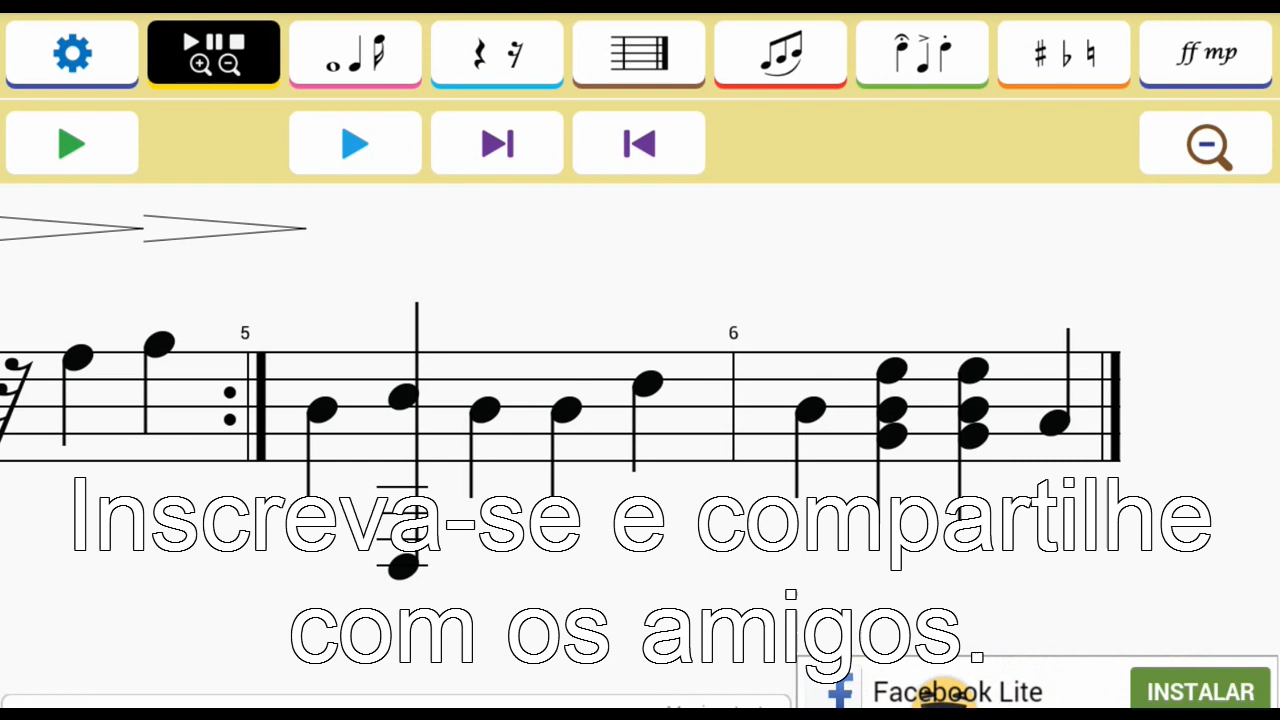 ff mp
5
6
Inscreva-se e compartilhe
com os amigos.
Facebook Lite
INSTALAR